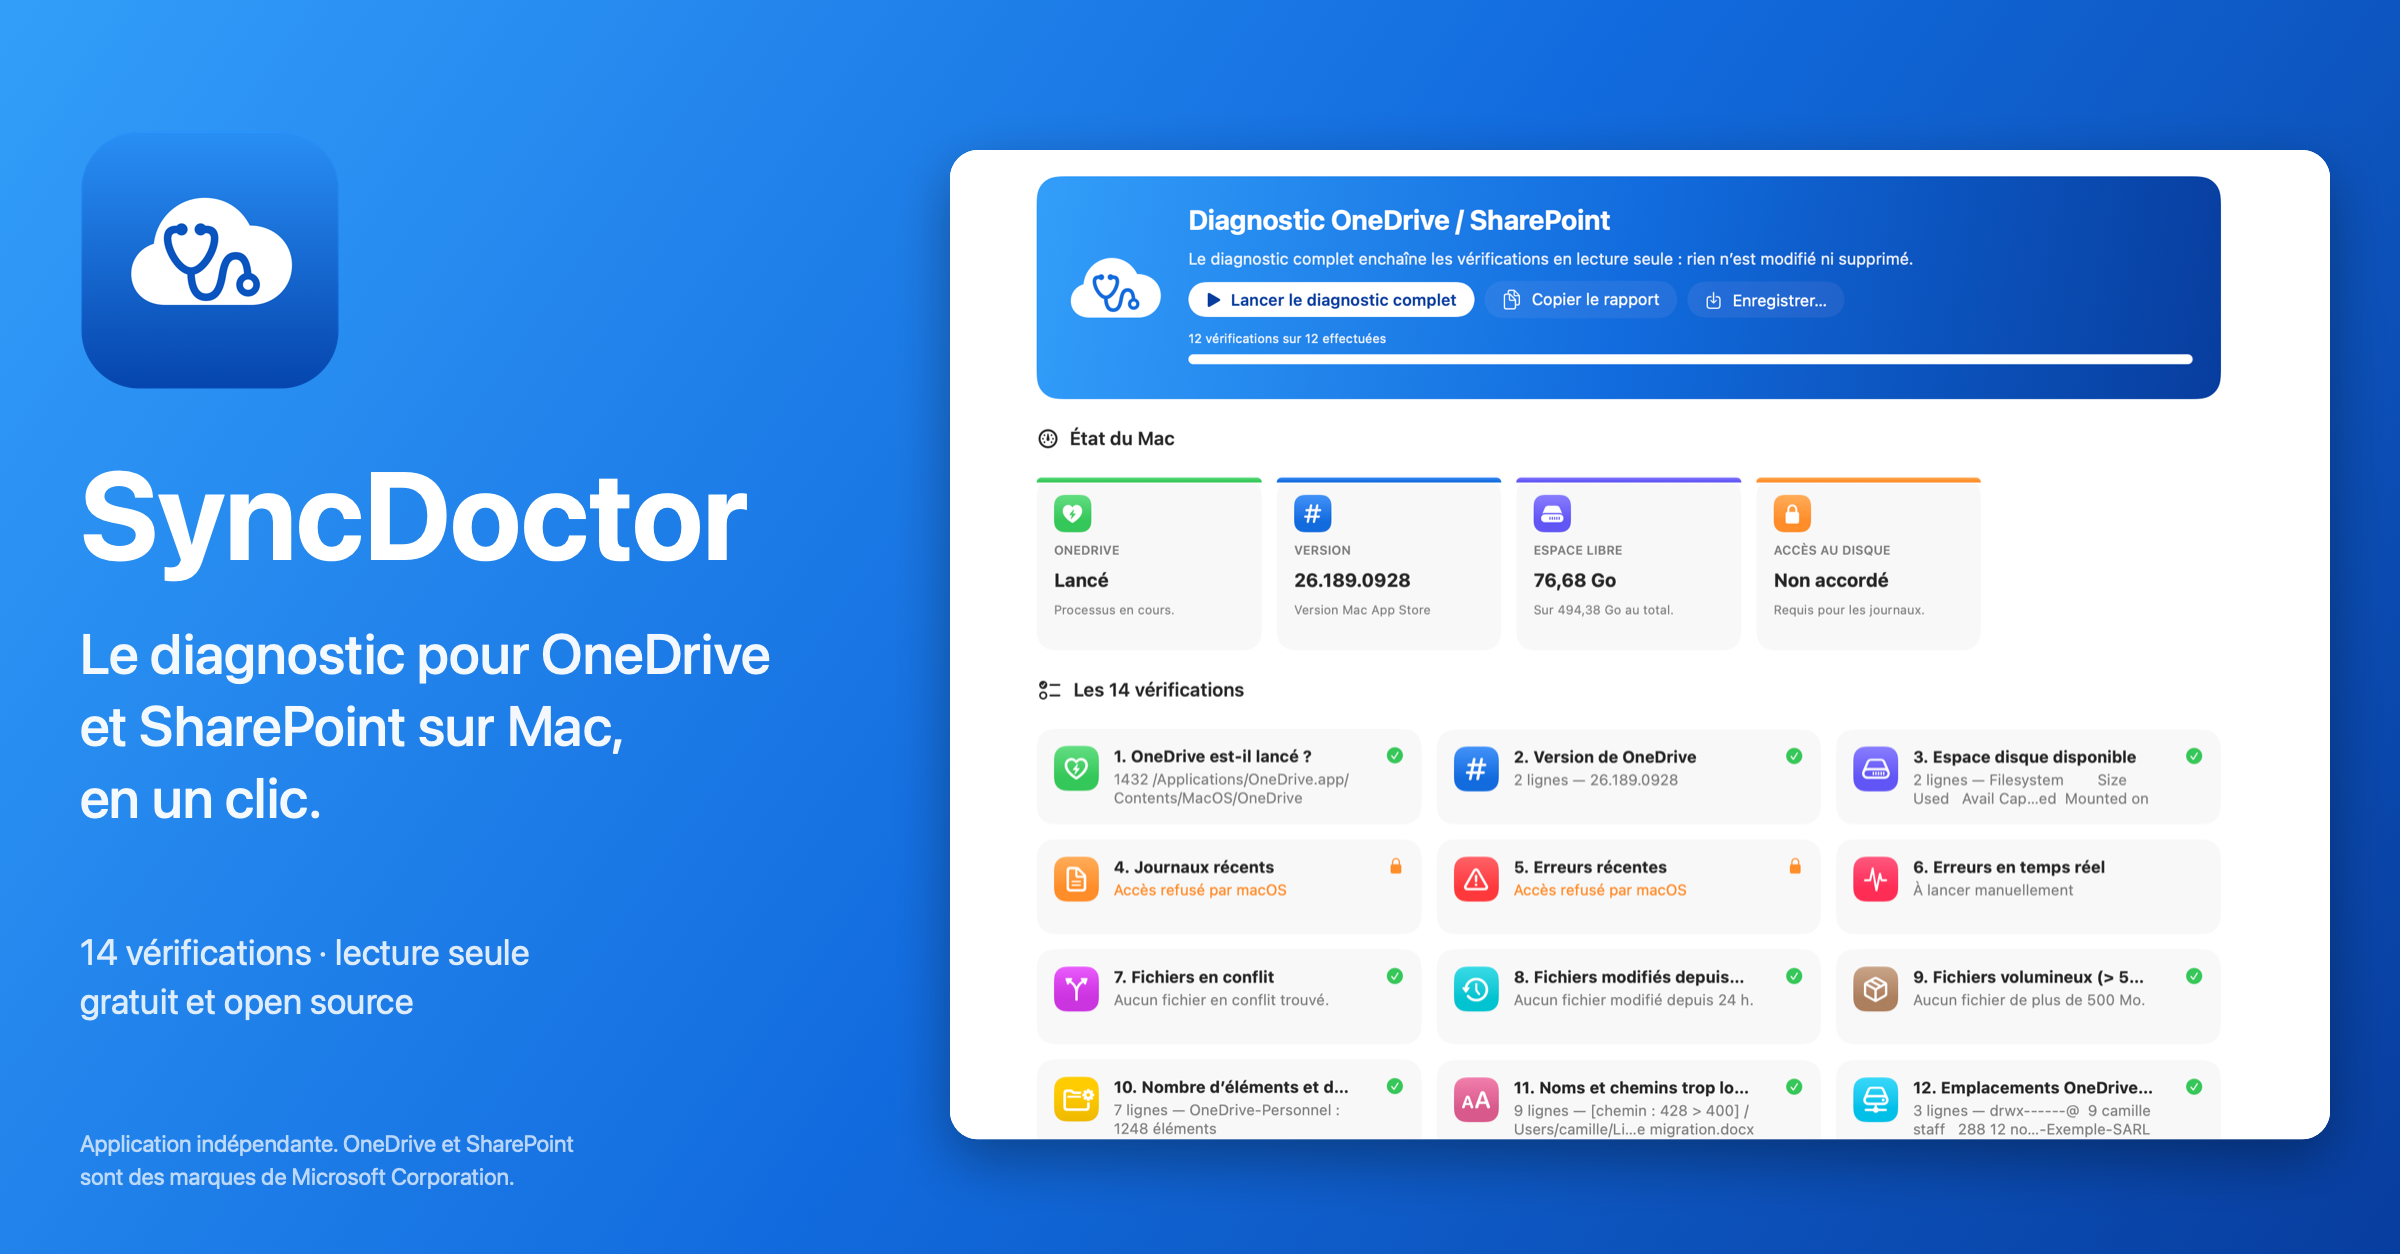 SyncDoctor
Le diagnostic pour OneDrive
et SharePoint sur Mac,
en un clic.
14 vérifications · lecture seule
gratuit et open source
Application indépendante. OneDrive et SharePoint
sont des marques de Microsoft Corporation.
Diagnostic OneDrive / SharePoint
Le diagnostic complet enchaîne les vérifications en lecture seule : rien n’est modifié ni supprimé.
Lancer le diagnostic complet
Copier le rapport
Enregistrer...
12 vérifications sur 12 effectuées
État du Mac
ONEDRIVE
Lancé
Processus en cours.
VERSION
26.189.0928
Version Mac App Store
ESPACE LIBRE
76,68 Go
Sur 494,38 Go au total.
ACCÈS AU DISQUE
Non accordé
Requis pour les journaux.
Les 14 vérifications
1. OneDrive est-il lancé ?
1432 /Applications/OneDrive.app/
Contents/MacOS/OneDrive
2. Version de OneDrive
2 lignes — 26.189.0928
3. Espace disque disponible
2 lignes — Filesystem Size
Used Avail Cap...ed Mounted on
4. Journaux récents
Accès refusé par macOS
5. Erreurs récentes
Accès refusé par macOS
6. Erreurs en temps réel
À lancer manuellement
7. Fichiers en conflit
Aucun fichier en conflit trouvé.
8. Fichiers modifiés depuis...
Aucun fichier modifié depuis 24 h.
9. Fichiers volumineux (> 5...
Aucun fichier de plus de 500 Mo.
10. Nombre d’éléments et d...
7 lignes — OneDrive-Personnel :
1248 éléments
11. Noms et chemins trop lo...
9 lignes — [chemin : 428 > 400] /
Users/camille/Li...e migration.docx
12. Emplacements OneDrive...
3 lignes — drwx------@ 9 camille
staff 288 12 no...-Exemple-SARL